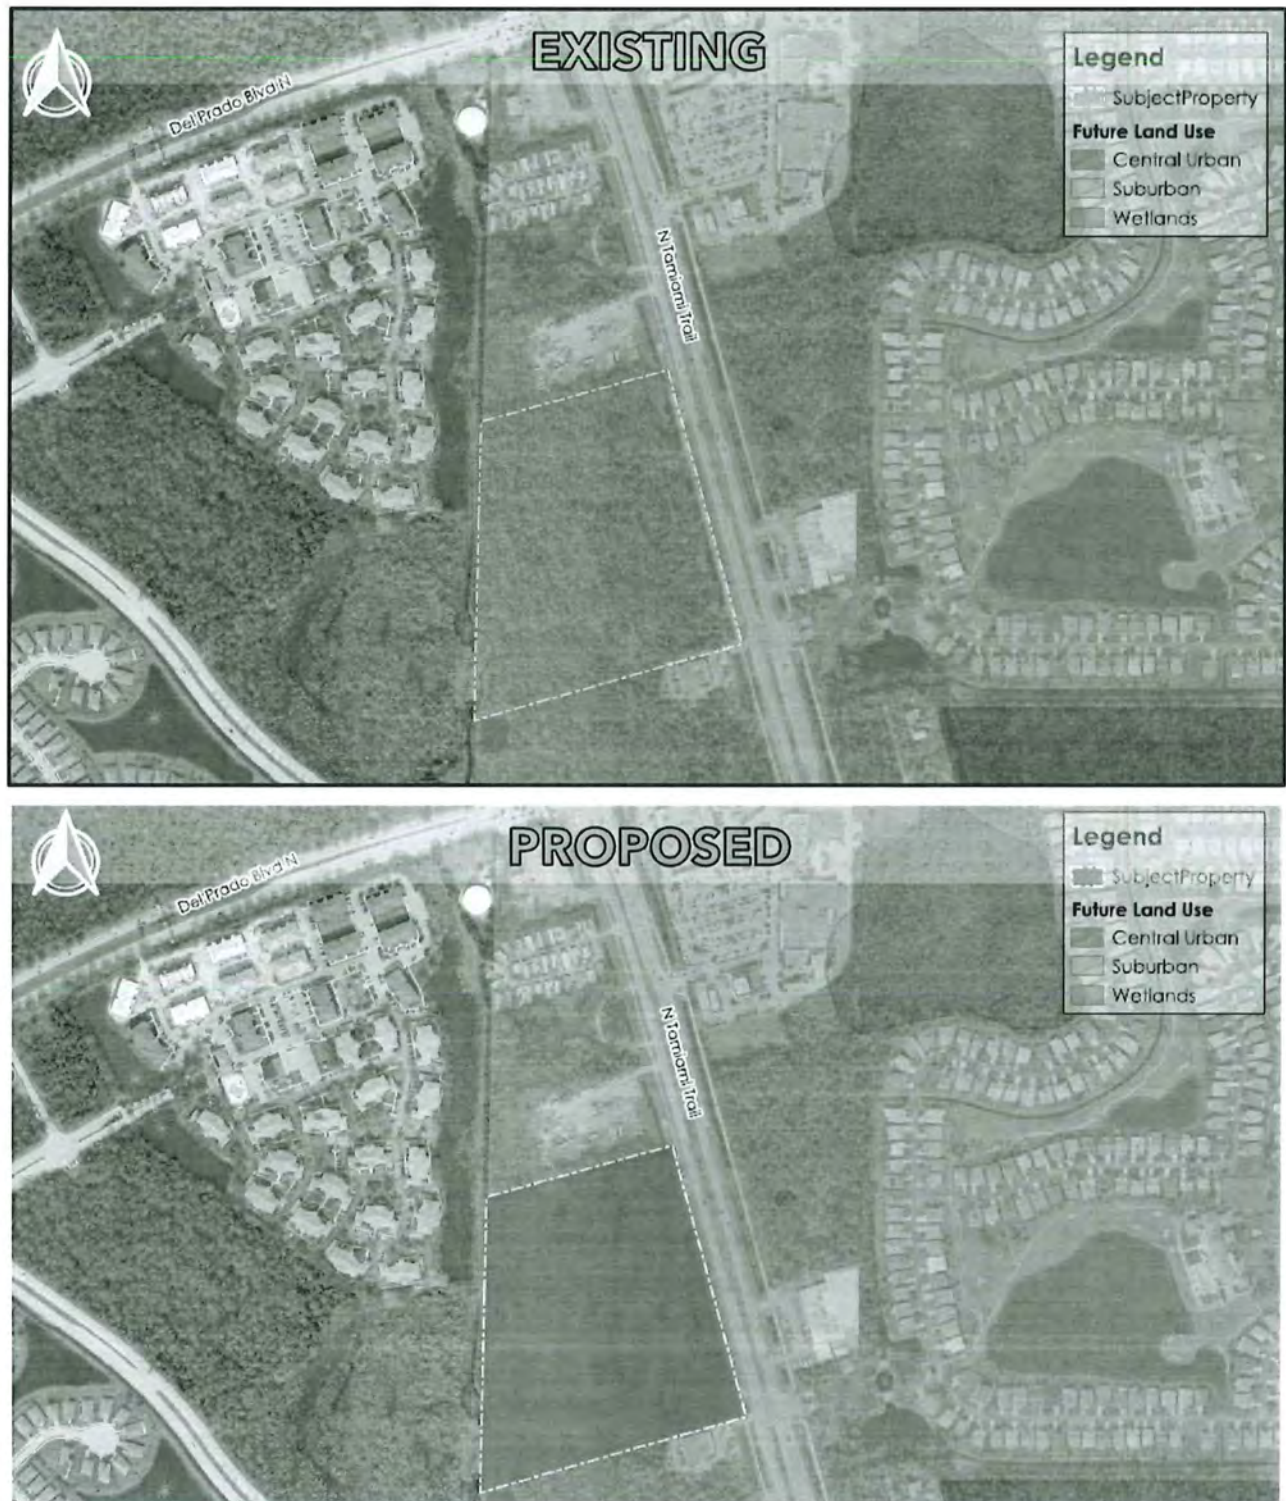 EXISTING
Legend
SubjectProperty
Future Land Use
Central Urban
Suburban
Wetlands
Del Prado Blvd N
N Tamiami Trail
PROPOSED
Legend
SubjectProperty
Future Land Use
Central Urban
Suburban
Wetlands
Del Prado Blvd N
N Tamiami Trail